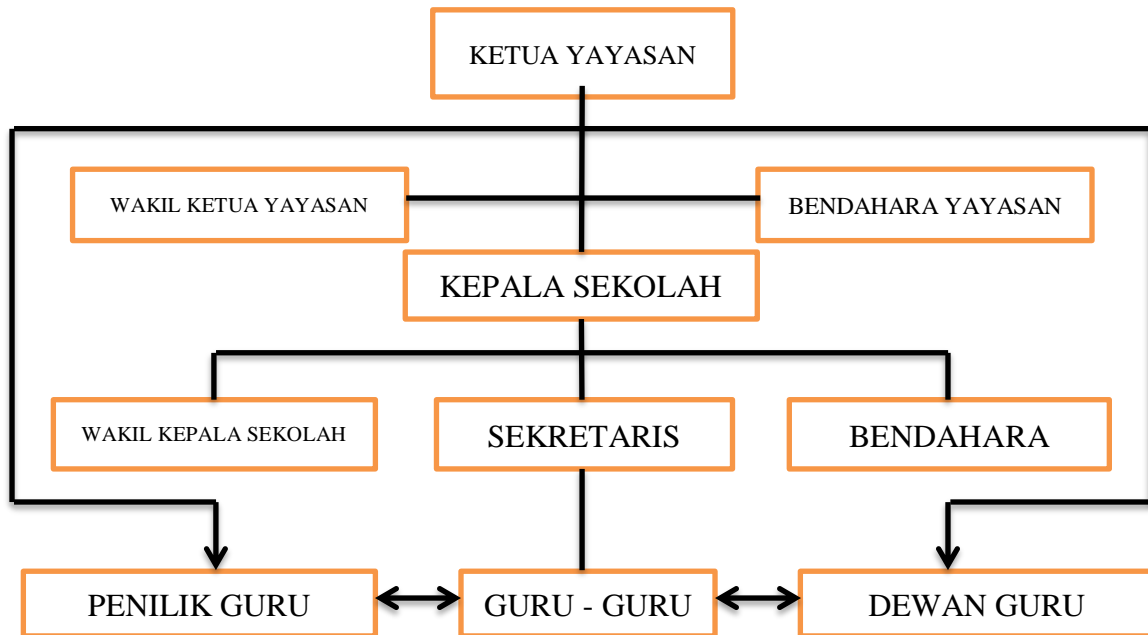 KETUA YAYASAN
WAKIL KETUA YAYASAN
BENDAHARA YAYASAN
KEPALA SEKOLAH
WAKIL KEPALA SEKOLAH
SEKRETARIS
BENDAHARA
PENILIK GURU
GURU - GURU
DEWAN GURU